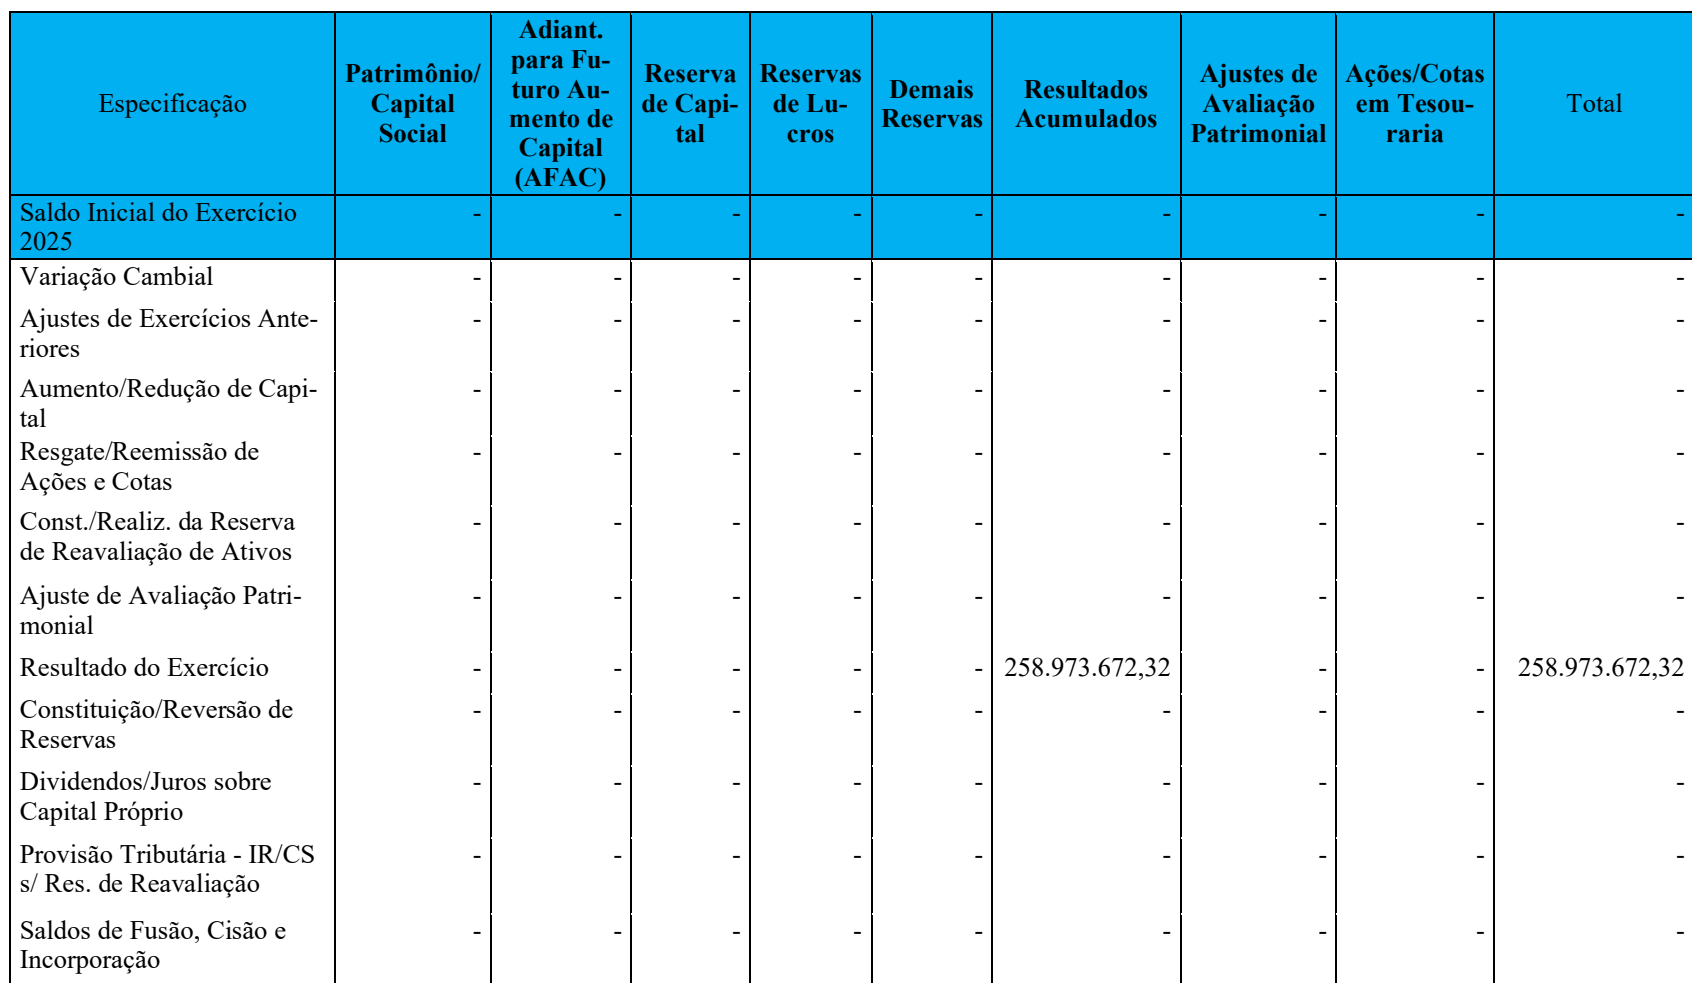 Especificação
Patrimônio/
Capital
Social
Adiant.
para Fu-
turo Au-
mento de
Capital
(AFAC)
Reserva
de Capi-
tal
Reservas
de Lu-
cros
Demais
Reservas
Resultados
Acumulados
Ajustes de
Avaliação
Patrimonial
Ações/Cotas
em Tesou-
raria
Total
Saldo Inicial do Exercício
2025
- - - - - - - - -
Variação Cambial - - - - - - - - -
Ajustes de Exercícios Ante-
riores
- - - - - - - - -
Aumento/Redução de Capi-
tal
- - - - - - - - -
Resgate/Reemissão de
Ações e Cotas
- - - - - - - - -
Const./Realiz. da Reserva
de Reavaliação de Ativos
- - - - - - - - -
Ajuste de Avaliação Patri-
monial
- - - - - - - - -
Resultado do Exercício - - - - - 258.973.672,32 - - 258.973.672,32
Constituição/Reversão de
Reservas
- - - - - - - - -
Dividendos/Juros sobre
Capital Próprio
- - - - - - - - -
Provisão Tributária - IR/CS
s/ Res. de Reavaliação
- - - - - - - - -
Saldos de Fusão, Cisão e
Incorporação
- - - - - - - - -